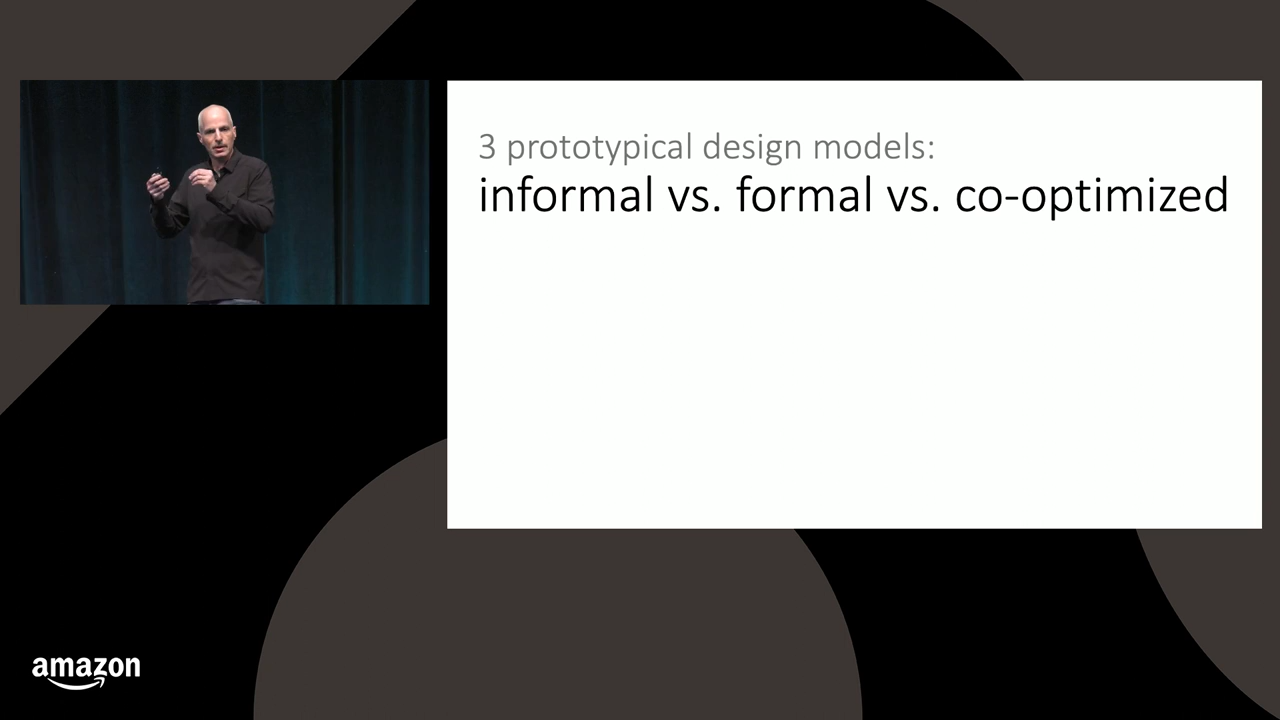 3 prototypical design models:
informal vs. formal vs. co-optimized
amazon